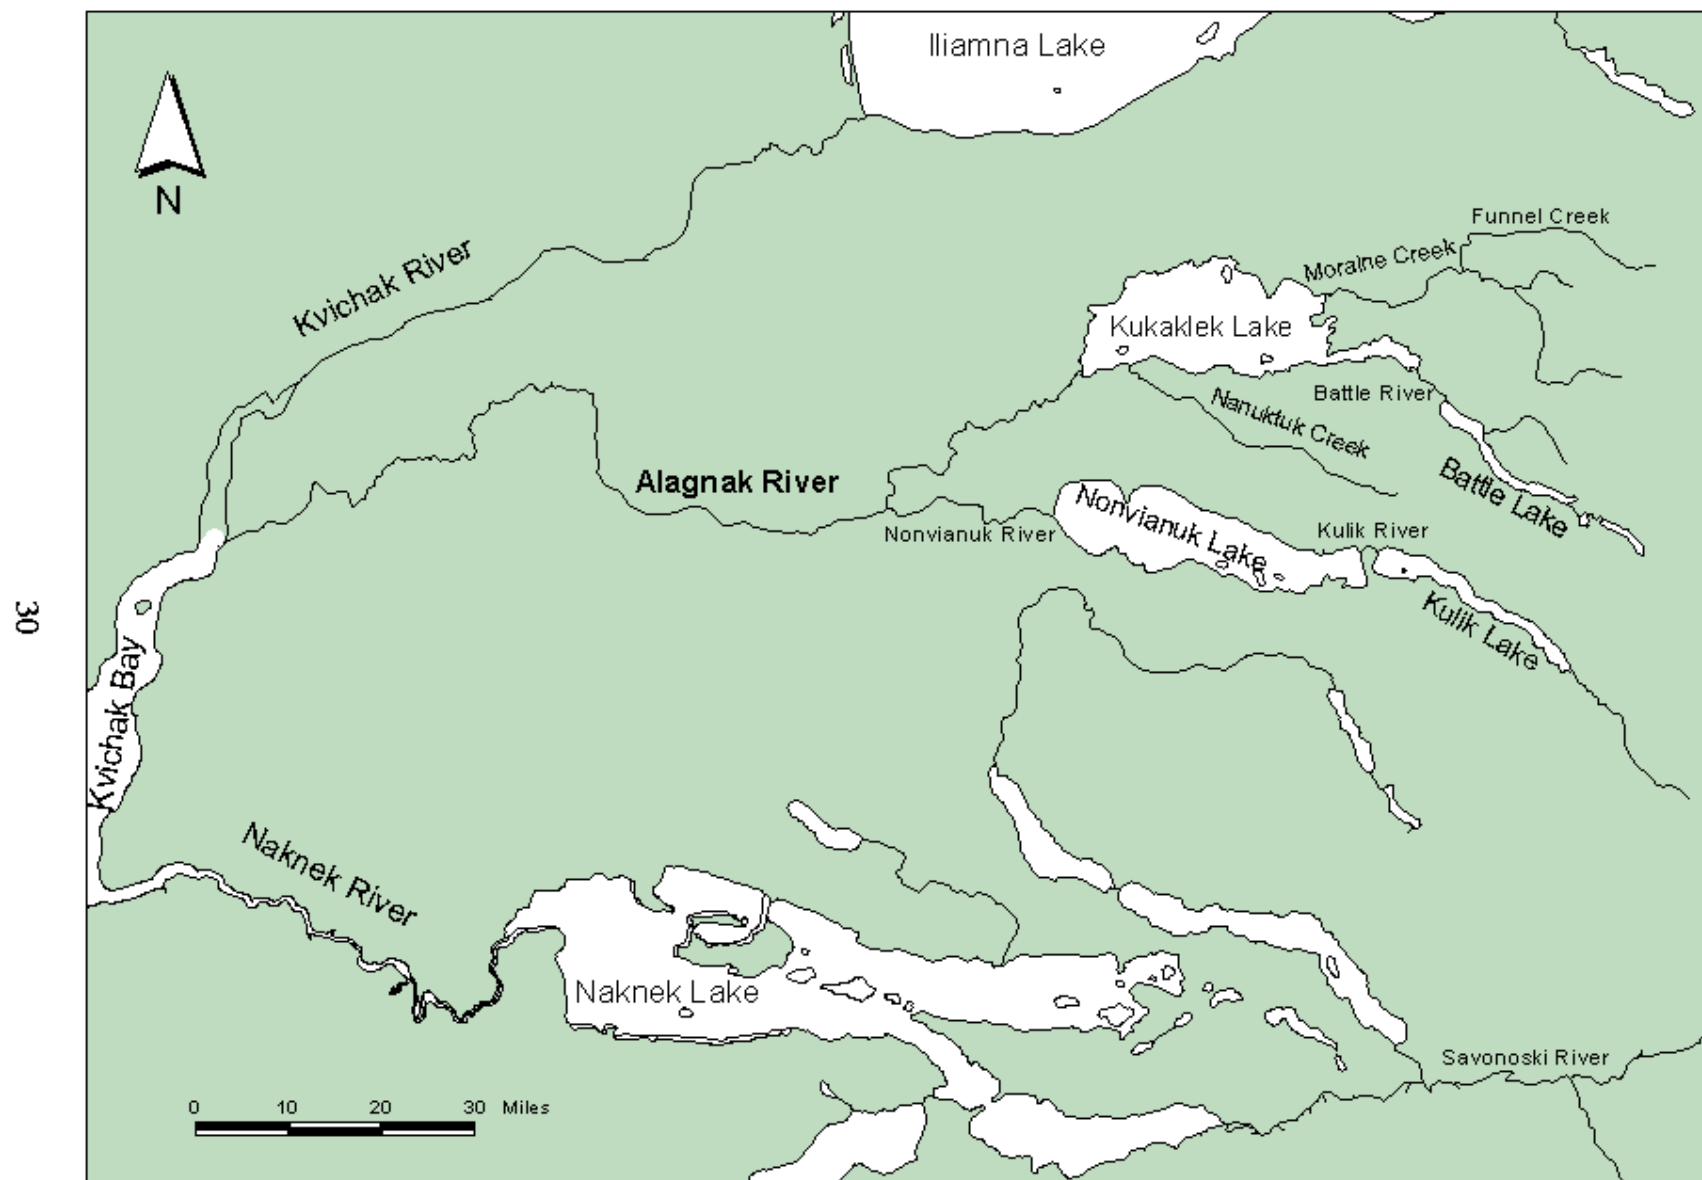 Iliamna Lake
N
Funnel Creek
Moraine Creek
Kvichak River
Kukaklek Lake
Battle River
Nanuktuk Creek
Alagnak River
Battle Lake
Nonvianuk Lake
Nonvianuk River
Kulik River
Kulik Lake
30
Kvichak Bay
Naknek River
Naknek Lake
Savonoski River
0 10 20 30 Miles